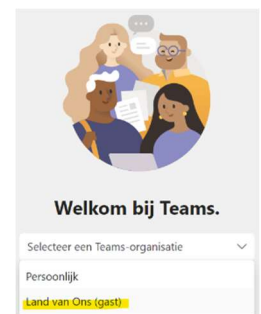 Welkom bij Teams.
Selecteer een Teams-organisatie
Persoonlijk
Land van Ons (gast)